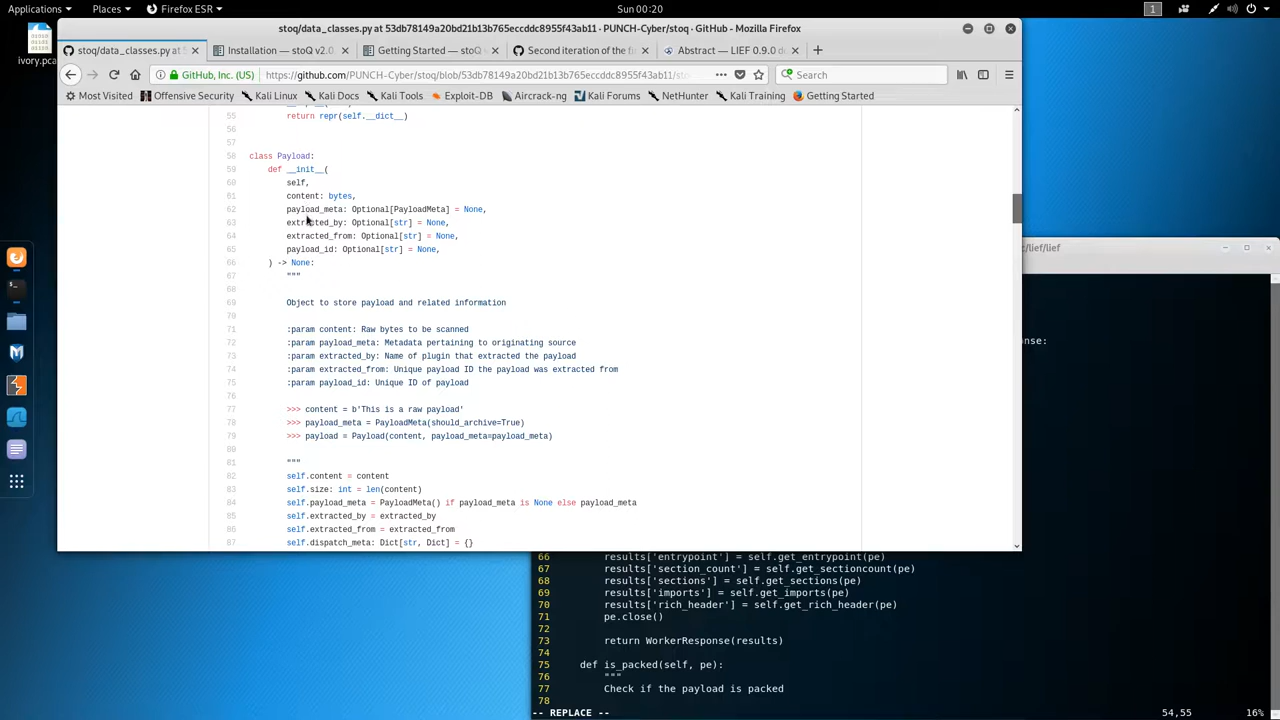 Applications
Places
Firefox ESR
Sun 00:20
1
stoq/data_classes.py at 53db78149a20bd21b13b765eccddc8955f43ab11 · PUNCH-Cyber/stoq - GitHub - Mozilla Firefox
stoq/data_classes.py at 5
Installation — stoQ v2.0.
Getting Started — stoQ
Second iteration of the fi
Abstract — LIEF 0.9.0 d
GitHub, Inc. (US)
https://github.com/PUNCH-Cyber/stoq/blob/53db78149a20bd21b13b765eccddc8955f43ab11/sto
Search
Most Visited
Offensive Security
Kali Linux
Kali Docs
Kali Tools
Exploit-DB
Aircrack-ng
Kali Forums
NetHunter
Kali Training
Getting Started
ivory.pca
55 return repr(self.__dict__)
56
57
58 class Payload:
59 def __init__(
60 self,
61 content: bytes,
62 payload_meta: Optional[PayloadMeta] = None,
63 extracted_by: Optional[str] = None,
64 extracted_from: Optional[str] = None,
65 payload_id: Optional[str] = None,
66 ) -> None:
67 """
68
69 Object to store payload and related information
70
71 :param content: Raw bytes to be scanned
72 :param payload_meta: Metadata pertaining to originating source
73 :param extracted_by: Name of plugin that extracted the payload
74 :param extracted_from: Unique payload ID the payload was extracted from
75 :param payload_id: Unique ID of payload
76
77 >>> content = b'This is a raw payload'
78 >>> payload_meta = PayloadMeta(should_archive=True)
79 >>> payload = Payload(content, payload_meta=payload_meta)
80
81 """
82 self.content = content
83 self.size: int = len(content)
84 self.payload_meta = PayloadMeta() if payload_meta is None else payload_meta
85 self.extracted_by = extracted_by
86 self.extracted_from = extracted_from
87 self.dispatch_meta: Dict[str, Dict] = {}
:/lief/lief
nse:
66 results['entrypoint'] = self.get_entrypoint(pe)
67 results['section_count'] = self.get_sectioncount(pe)
68 results['sections'] = self.get_sections(pe)
69 results['imports'] = self.get_imports(pe)
70 results['rich_header'] = self.get_rich_header(pe)
71 pe.close()
72
73 return WorkerResponse(results)
74
75 def is_packed(self, pe):
76 """
77 Check if the payload is packed
78
-- REPLACE --
54,55
16%